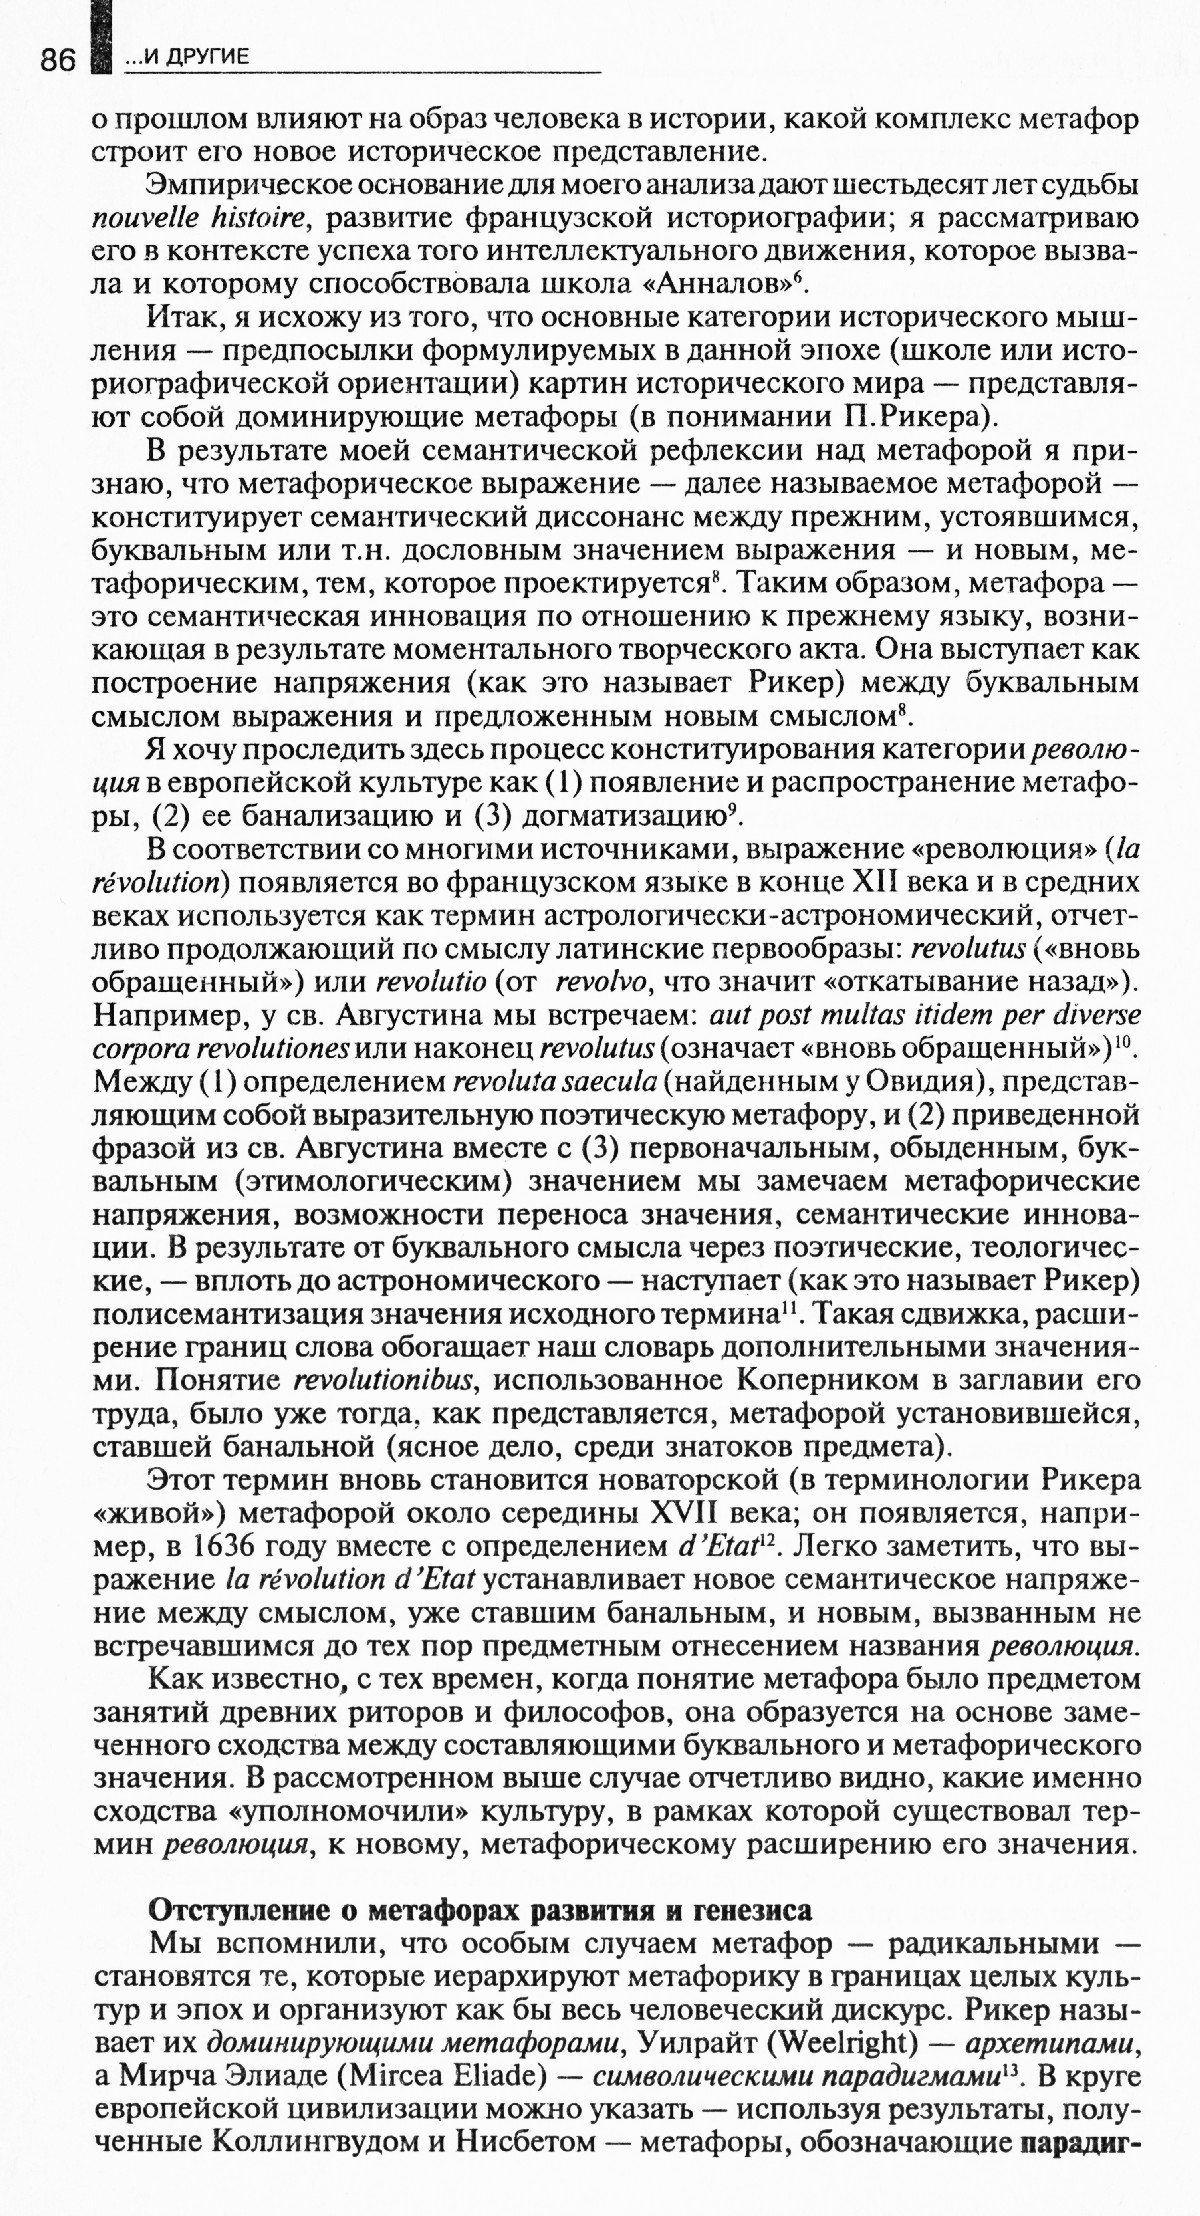 86 ...И ДРУГИЕ
о прошлом влияют на образ человека в истории, какой комплекс метафор
строит его новое историческое представление.
Эмпирическое основание для моего анализа дают шестьдесят лет судьбы
nouvelle histoire, развитие французской историографии; я рассматриваю
его в контексте успеха того интеллектуального движения, которое вызва-
ла и которому способствовала школа «Анналов»⁶.
Итак, я исхожу из того, что основные категории исторического мыш-
ления — предпосылки формулируемых в данной эпохе (школе или исто-
риографической ориентации) картин исторического мира — представля-
ют собой доминирующие метафоры (в понимании П.Рикера).
В результате моей семантической рефлексии над метафорой я при-
знаю, что метафорическое выражение — далее называемое метафорой —
конституирует семантический диссонанс между прежним, устоявшимся,
буквальным или т.н. дословным значением выражения — и новым, ме-
тафорическим, тем, которое проектируется⁸. Таким образом, метафора —
это семантическая инновация по отношению к прежнему языку, возни-
кающая в результате моментального творческого акта. Она выступает как
построение напряжения (как это называет Рикер) между буквальным
смыслом выражения и предложенным новым смыслом⁸.
Я хочу проследить здесь процесс конституирования категории револю-
ция в европейской культуре как (1) появление и распространение метафо-
ры, (2) ее банализацию и (3) догматизацию⁹.
В соответствии со многими источниками, выражение «революция» (la
révolution) появляется во французском языке в конце XII века и в средних
веках используется как термин астрологически-астрономический, отчет-
ливо продолжающий по смыслу латинские первообразы: revolutus («вновь
обращенный») или revolutio (от revolvo, что значит «откатывание назад»).
Например, у св. Августина мы встречаем: aut post multas itidem per diverse
corpora revolutiones или наконец revolutus (означает «вновь обращенный»)¹⁰.
Между (1) определением revoluta saecula (найденным у Овидия), представ-
ляющим собой выразительную поэтическую метафору, и (2) приведенной
фразой из св. Августина вместе с (3) первоначальным, обыденным, бук-
вальным (этимологическим) значением мы замечаем метафорические
напряжения, возможности переноса значения, семантические иннова-
ции. В результате от буквального смысла через поэтические, теологичес-
кие, — вплоть до астрономического — наступает (как это называет Рикер)
полисемантизация значения исходного термина¹¹. Такая сдвижка, расши-
рение границ слова обогащает наш словарь дополнительными значения-
ми. Понятие revolutionibus, использованное Коперником в заглавии его
труда, было уже тогда, как представляется, метафорой установившейся,
ставшей банальной (ясное дело, среди знатоков предмета).
Этот термин вновь становится новаторской (в терминологии Рикера
«живой») метафорой около середины XVII века; он появляется, напри-
мер, в 1636 году вместе с определением d’Etat¹². Легко заметить, что вы-
ражение la révolution d’Etat устанавливает новое семантическое напряже-
ние между смыслом, уже ставшим банальным, и новым, вызванным не
встречавшимся до тех пор предметным отнесением названия революция.
Как известно, с тех времен, когда понятие метафора было предметом
занятий древних риторов и философов, она образуется на основе заме-
ченного сходства между составляющими буквального и метафорического
значения. В рассмотренном выше случае отчетливо видно, какие именно
сходства «уполномочили» культуру, в рамках которой существовал тер-
мин революция, к новому, метафорическому расширению его значения.
Отступление о метафорах развития и генезиса
Мы вспомнили, что особым случаем метафор — радикальными —
становятся те, которые иерархируют метафорику в границах целых куль-
тур и эпох и организуют как бы весь человеческий дискурс. Рикер назы-
вает их доминирующими метафорами, Уилрайт (Weelright) — архетипами,
а Мирча Элиаде (Mircea Eliade) — символическими парадигмами¹³. В круге
европейской цивилизации можно указать — используя результаты, полу-
ченные Коллингвудом и Нисбетом — метафоры, обозначающие парадиг-